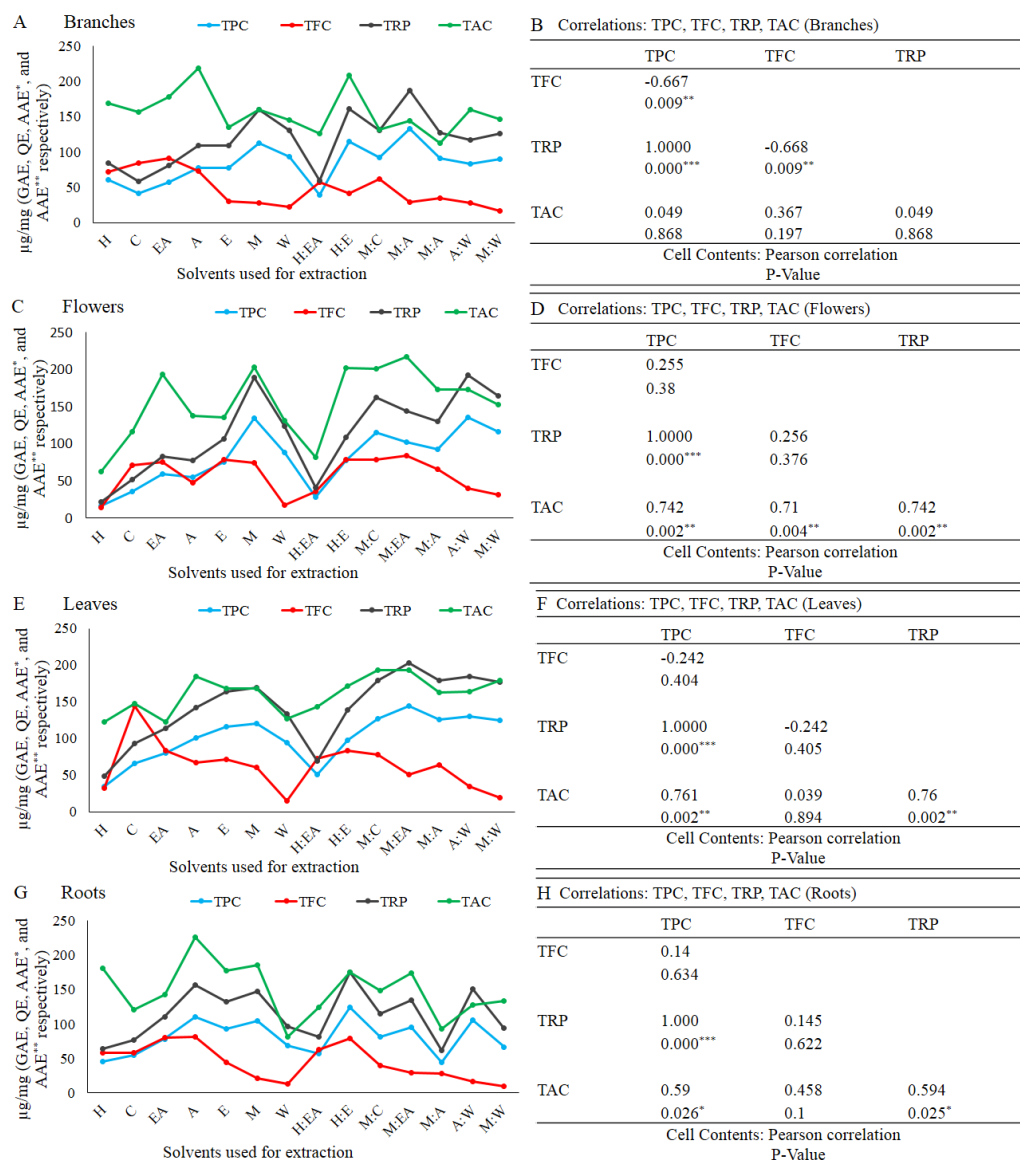 A Branches
TPC TFC TRP TAC
µg/mg (GAE, QE, AAE*, and
AAE** respectively)
250
200
150
100
50
0
H C EA A E M W H:EA H:E M:C M:A M:A A:W M:W
Solvents used for extraction
B Correlations: TPC, TFC, TRP, TAC (Branches)
TPC TFC TRP
TFC -0.667
0.009**
TRP 1.0000 -0.668
0.000*** 0.009**
TAC 0.049 0.367 0.049
0.868 0.197 0.868
Cell Contents: Pearson correlation
P-Value
C Flowers
TPC TFC TRP TAC
µg/mg (GAE, QE, AAE*, and
AAE** respectively)
250
200
150
100
50
0
H C EA A E M W H:EA H:E M:C M:EA M:A A:W M:W
Solvents used for extraction
D Correlations: TPC, TFC, TRP, TAC (Flowers)
TPC TFC TRP
TFC 0.255
0.38
TRP 1.0000 0.256
0.000*** 0.376
TAC 0.742 0.71 0.742
0.002** 0.004** 0.002**
Cell Contents: Pearson correlation
P-Value
E Leaves
TPC TFC TRP TAC
µg/mg (GAE, QE, AAE*, and
AAE** respectively)
250
200
150
100
50
0
H C EA A E M W H:EA H:E M:C M:EA M:A A:W M:W
Solvents used for extraction
F Correlations: TPC, TFC, TRP, TAC (Leaves)
TPC TFC TRP
TFC -0.242
0.404
TRP 1.0000 -0.242
0.000*** 0.405
TAC 0.761 0.039 0.76
0.002** 0.894 0.002**
Cell Contents: Pearson correlation
P-Value
G Roots
TPC TFC TRP TAC
µg/mg (GAE, QE, AAE*, and
AAE** respectively)
250
200
150
100
50
0
H C EA A E M W H:EA H:E M:C M:EA M:A A:W M:W
Solvents used for extraction
H Correlations: TPC, TFC, TRP, TAC (Roots)
TPC TFC TRP
TFC 0.14
0.634
TRP 1.000 0.145
0.000*** 0.622
TAC 0.59 0.458 0.594
0.026* 0.1 0.025*
Cell Contents: Pearson correlation
P-Value